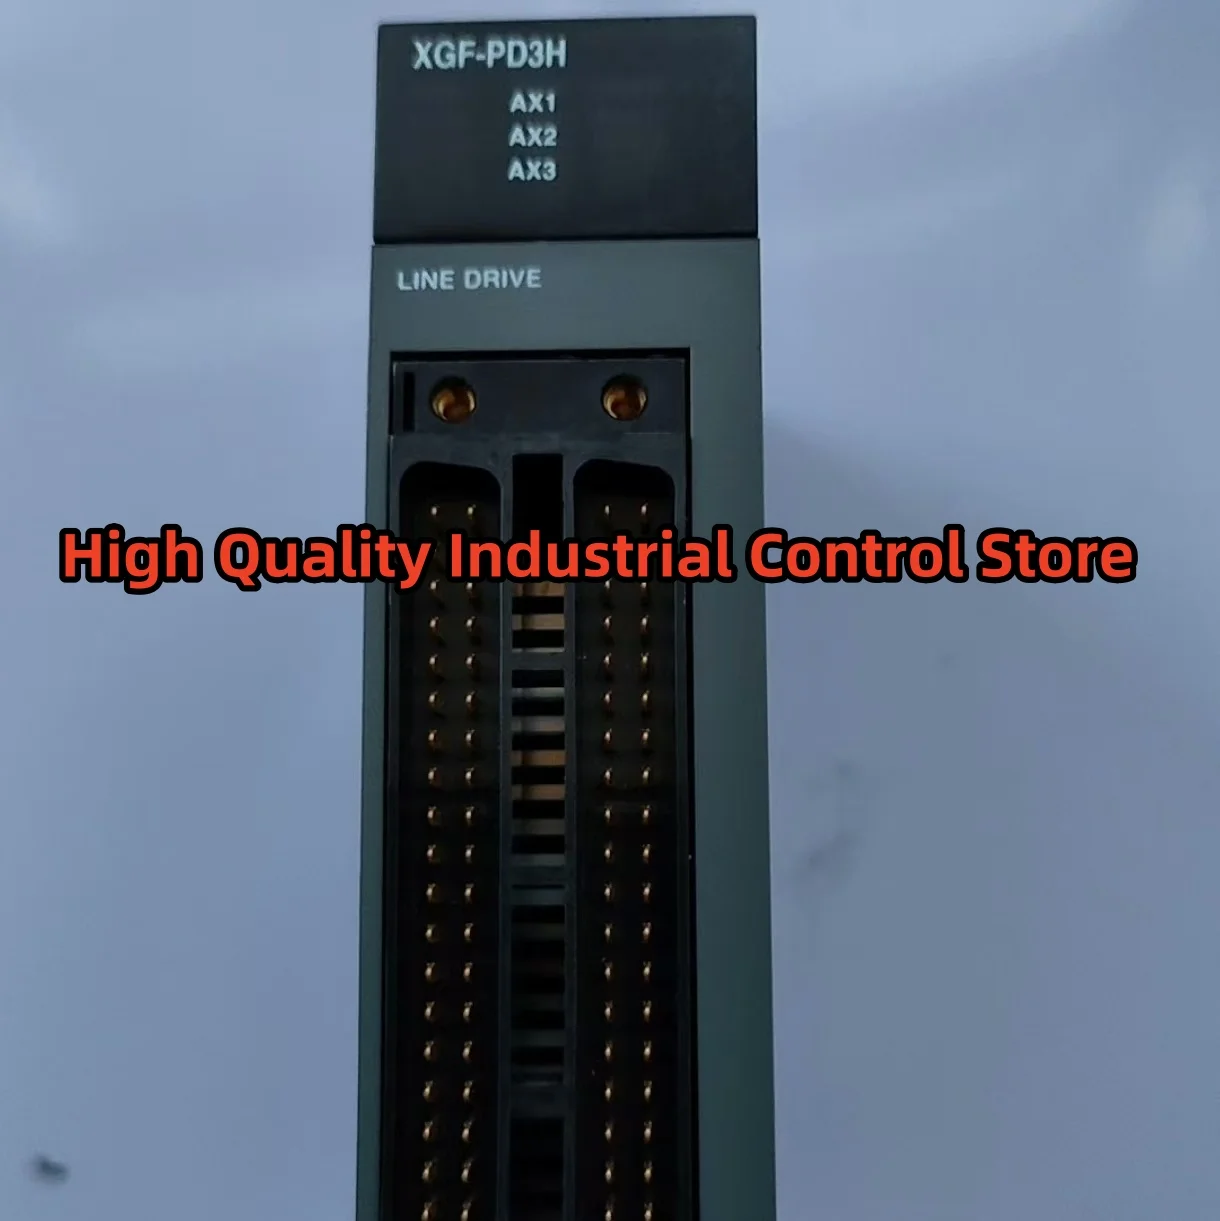 XGF-PD3H
AX1
AX2
AX3
LINE DRIVE
High Quality Industrial Control Store